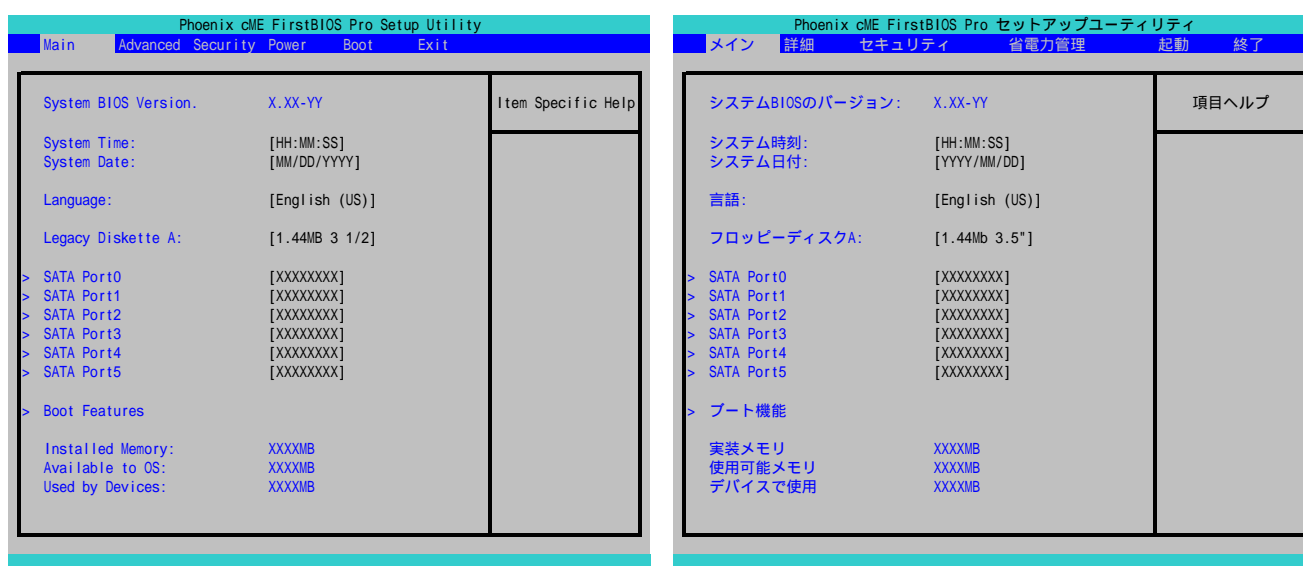 Phoenix cME FirstBIOS Pro Setup Utility
Main Advanced Security Power Boot Exit
System BIOS Version. X.XX-YY
Item Specific Help
System Time: [HH:MM:SS]
System Date: [MM/DD/YYYY]
Language: [English (US)]
Legacy Diskette A: [1.44MB 3 1/2]
> SATA Port0 [XXXXXXXX]
> SATA Port1 [XXXXXXXX]
> SATA Port2 [XXXXXXXX]
> SATA Port3 [XXXXXXXX]
> SATA Port4 [XXXXXXXX]
> SATA Port5 [XXXXXXXX]
> Boot Features
Installed Memory: XXXXMB
Available to OS: XXXXMB
Used by Devices: XXXXMB
Phoenix cME FirstBIOS Pro セットアップユーティリティ
メイン 詳細 セキュリティ 省電力管理 起動 終了
システムBIOSのバージョン: X.XX-YY
項目ヘルプ
システム時刻: [HH:MM:SS]
システム日付: [YYYY/MM/DD]
言語: [English (US)]
フロッピーディスクA: [1.44Mb 3.5"]
> SATA Port0 [XXXXXXXX]
> SATA Port1 [XXXXXXXX]
> SATA Port2 [XXXXXXXX]
> SATA Port3 [XXXXXXXX]
> SATA Port4 [XXXXXXXX]
> SATA Port5 [XXXXXXXX]
> ブート機能
実装メモリ XXXXMB
使用可能メモリ XXXXMB
デバイスで使用 XXXXMB